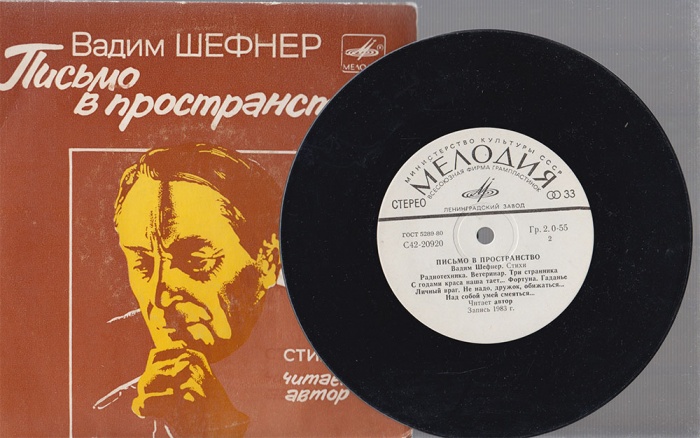 Вадим ШЕФНЕР
Письмо
в пространст
МЕЛОДИ
СТИ
читае
автор
МИНИСТЕРСТВО КУЛЬТУРЫ СССР
МЕЛОДИЯ
ВСЕСОЮЗНАЯ ФИРМА ГРАМПЛАСТИНОК
СТЕРЕО
33
ЛЕНИНГРАДСКИЙ ЗАВОД
ГОСТ 5289-80
Гр. 2. 0-55
С42-20920
2
ПИСЬМО В ПРОСТРАНСТВО
Вадим Шефнер. Стихи
Радиотехника. Ветеринар. Три странника
С годами краса наша тает... Фортуна. Гаданье
Личный враг. Не надо, дружок, обижаться...
Над собой умей смеяться...
Читает автор
Запись 1983 г.